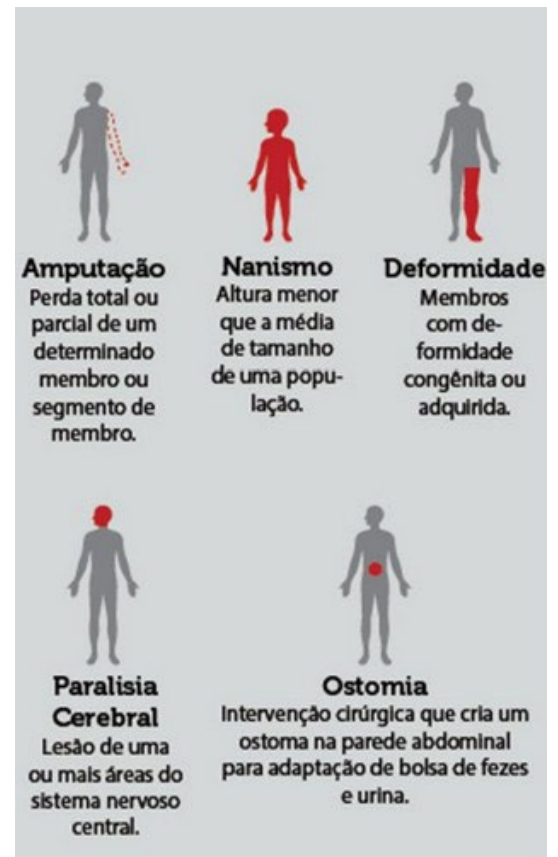 Amputação
Perda total ou
parcial de um
determinado
membro ou
segmento de
membro.
Nanismo
Altura menor
que a média
de tamanho
de uma popu-
lação.
Deformidade
Membros
com de-
formidade
congênita ou
adquirida.
Paralisia
Cerebral
Lesão de uma
ou mais áreas do
sistema nervoso
central.
Ostomia
Intervenção cirúrgica que cria um
ostoma na parede abdominal
para adaptação de bolsa de fezes
e urina.